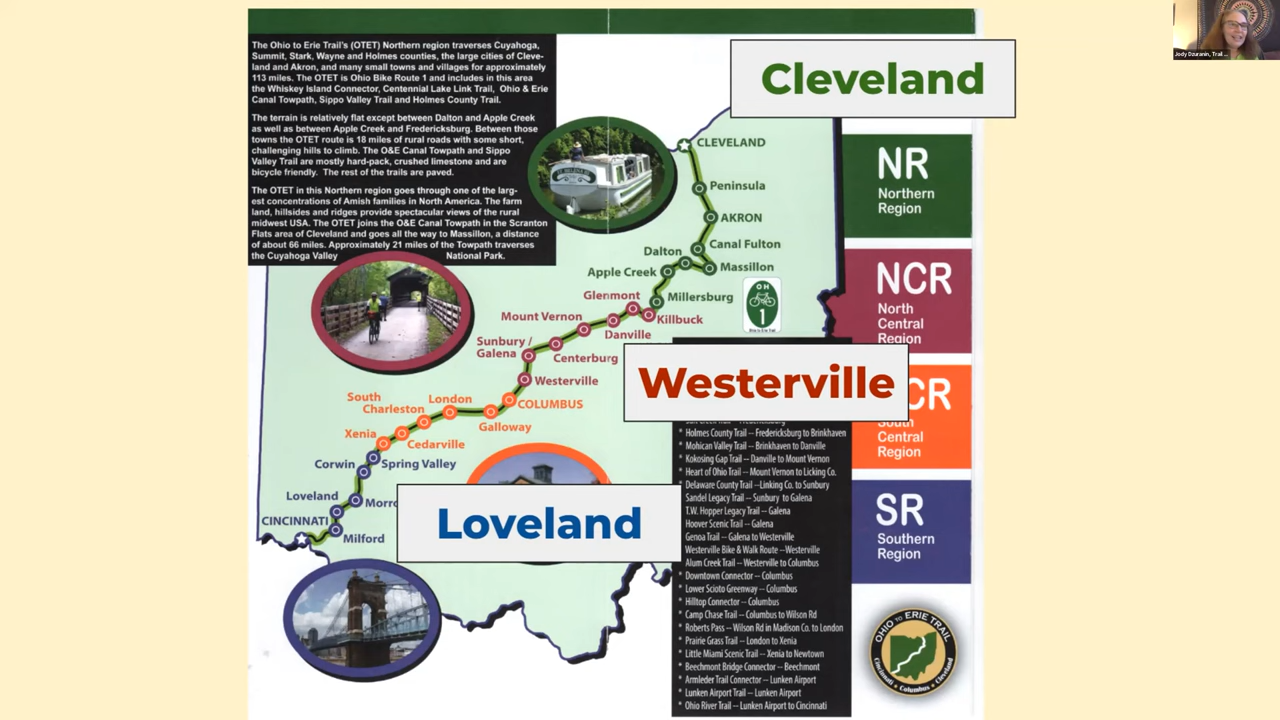 The Ohio to Erie Trail's (OTET) Northern region traverses Cuyahoga,
Summit, Stark, Wayne and Holmes counties, the large cities of Cleve-
land and Akron, and many small towns and villages for approximately
113 miles. The OTET is Ohio Bike Route 1 and includes in this area
the Whiskey Island Connector, Centennial Lake Link Trail, Ohio & Erie
Canal Towpath, Sippo Valley Trail and Holmes County Trail.
The terrain is relatively flat except between Dalton and Apple Creek
as well as between Apple Creek and Fredericksburg. Between those
towns the OTET route is 18 miles of rural roads with some short,
challenging hills to climb. The O&E Canal Towpath and Sippo
Valley Trail are mostly hard-pack, crushed limestone and are
bicycle friendly. The rest of the trails are paved.
The OTET in this Northern region goes through one of the larg-
est concentrations of Amish families in North America. The farm
land, hillsides and ridges provide spectacular views of the rural
midwest USA. The OTET joins the O&E Canal Towpath in the Scranton
Flats area of Cleveland and goes all the way to Massillon, a distance
of about 66 miles. Approximately 21 miles of the Towpath traverses
the Cuyahoga Valley National Park.
Cleveland
CLEVELAND
Peninsula
AKRON
Canal Fulton
Dalton
Massillon
Apple Creek
Millersburg
Glenmont
Killbuck
Mount Vernon
Danville
Sunbury /
Galena
Centerburg
Westerville
COLUMBUS
London
South
Charleston
Galloway
Xenia
Cedarville
Corwin
Spring Valley
Loveland
Morro
CINCINNATI
Milford
OH
1
Westerville
Loveland
NR
Northern
Region
NCR
North
Central
Region
CR
South
Central
Region
SR
Southern
Region
* Holmes County Trail -- Fredericksburg to Brinkhaven
* Mohican Valley Trail -- Brinkhaven to Danville
* Kokosing Gap Trail -- Danville to Mount Vernon
* Heart of Ohio Trail -- Mount Vernon to Licking Co.
* Delaware County Trail --Linking Co. to Sunbury
Sandel Legacy Trail -- Sunbury to Galena
T.W. Hopper Legacy Trail -- Galena
Hoover Scenic Trail -- Galena
Genoa Trail -- Galena to Westerville
Westerville Bike & Walk Route --Westerville
Alum Creek Trail -- Westerville to Columbus
* Downtown Connector -- Columbus
* Lower Scioto Greenway -- Columbus
* Hilltop Connector -- Columbus
* Camp Chase Trail -- Columbus to Wilson Rd
* Roberts Pass -- Wilson Rd in Madison Co. to London
* Prairie Grass Trail -- London to Xenia
* Little Miami Scenic Trail -- Xenia to Newtown
* Beechmont Bridge Connector -- Beechmont
* Armleder Trail Connector -- Lunken Airport
* Lunken Airport Trail -- Lunken Airport
* Ohio River Trail -- Lunken Airport to Cincinnati
OHIO TO ERIE TRAIL
Cincinnati • Columbus • Cleveland
Jody Dzuranin, Trail ...